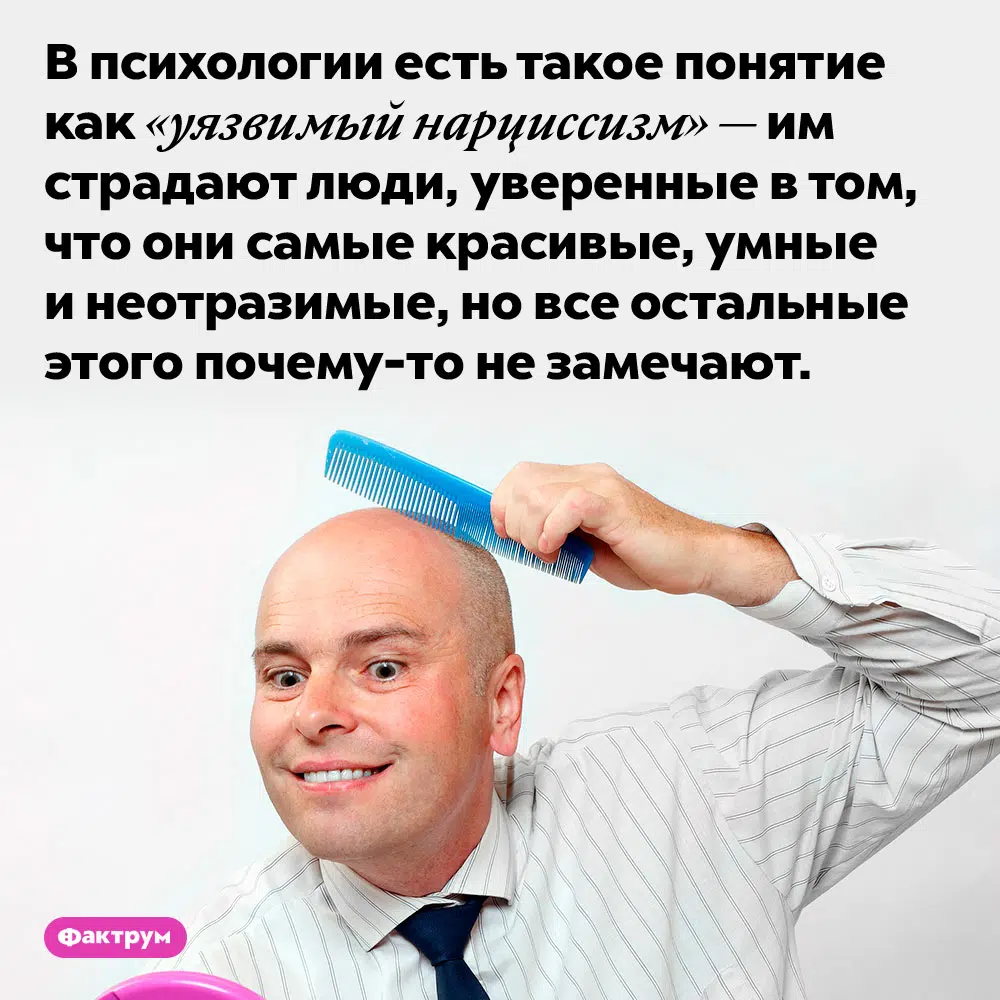 В психологии есть такое понятие
как «уязвимый нарциссизм» — им
страдают люди, уверенные в том,
что они самые красивые, умные
и неотразимые, но все остальные
этого почему-то не замечают.
Фактрум